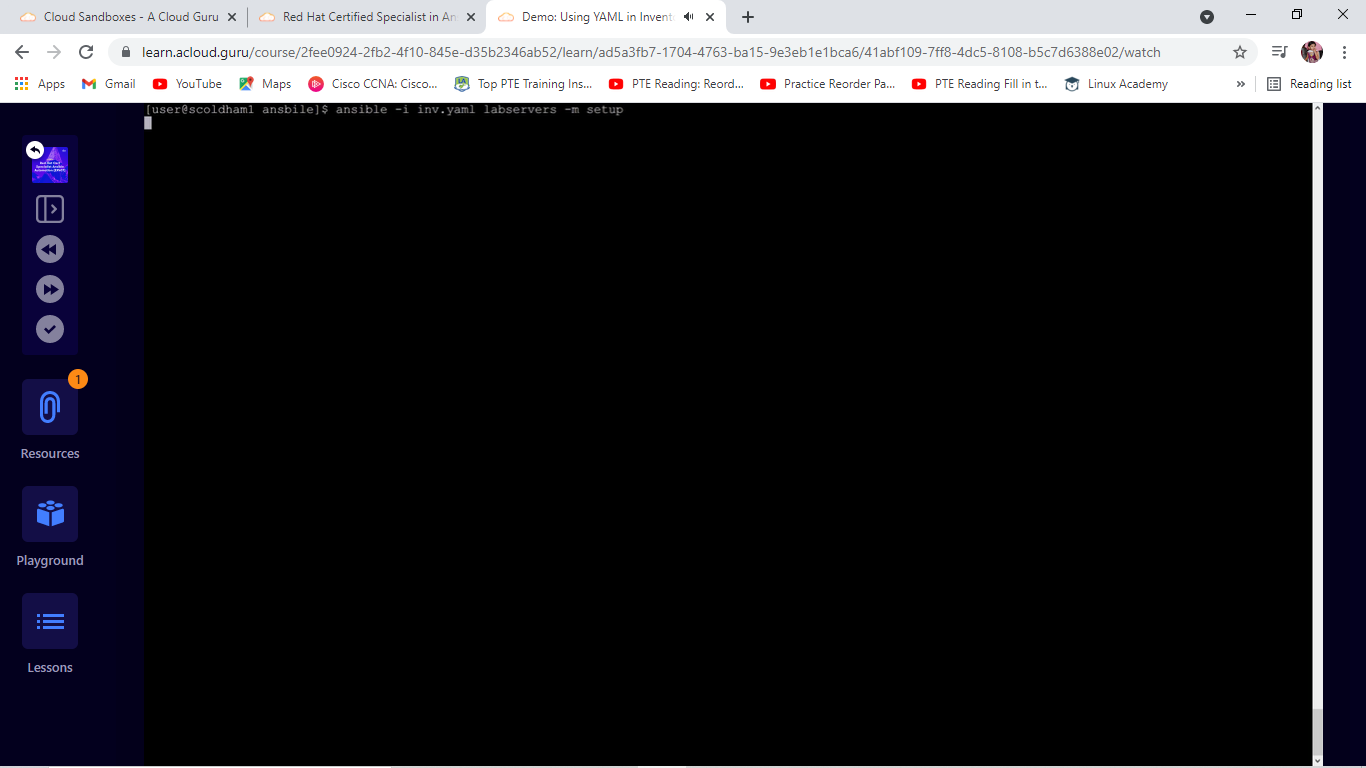 Cloud Sandboxes - A Cloud Guru
Red Hat Certified Specialist in An
Demo: Using YAML in Invent
learn.acloud.guru/course/2fee0924-2fb2-4f10-845e-d35b2346ab52/learn/ad5a3fb7-1704-4763-ba15-9e3eb1e1bca6/41abf109-7ff8-4dc5-8108-b5c7d6388e02/watch
Apps
Gmail
YouTube
Maps
Cisco CCNA: Cisco...
Top PTE Training Ins...
PTE Reading: Reord...
Practice Reorder Pa...
PTE Reading Fill in t...
Linux Academy
»
Reading list
[user@scoldham1 ansbile]$ ansible -i inv.yaml labservers -m setup
1
Resources
Playground
Lessons